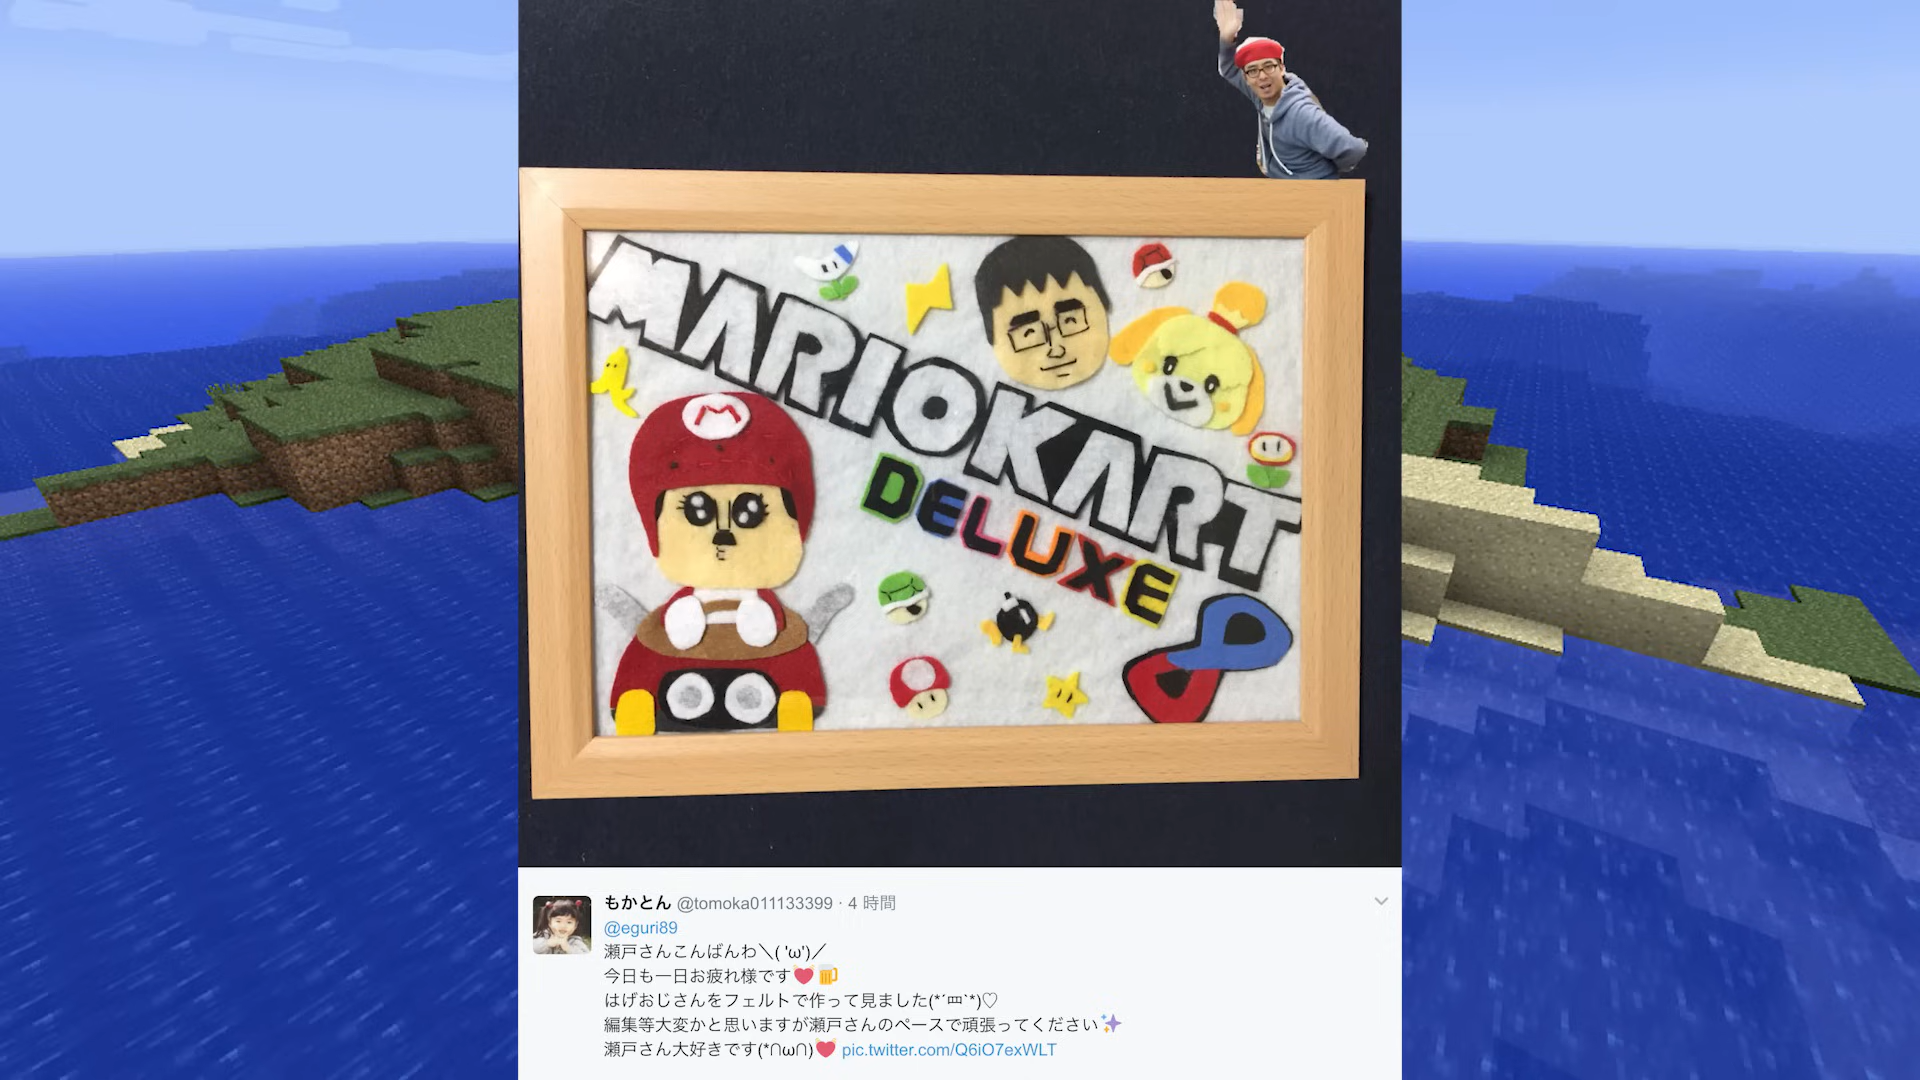 MARIOKART
DELUXE
8
M
もかとん @tomoka011133399 · 4 時間
@eguri89
瀬戸さんこんばんわ＼( 'ω')／
今日も一日お疲れ様です💓🍺
はげおじさんをフェルトで作って見ました(*´罒`*)♡
編集等大変かと思いますが瀬戸さんのペースで頑張ってください✨
瀬戸さん大好きです(*∩ω∩)💓 pic.twitter.com/Q6iO7exWLT